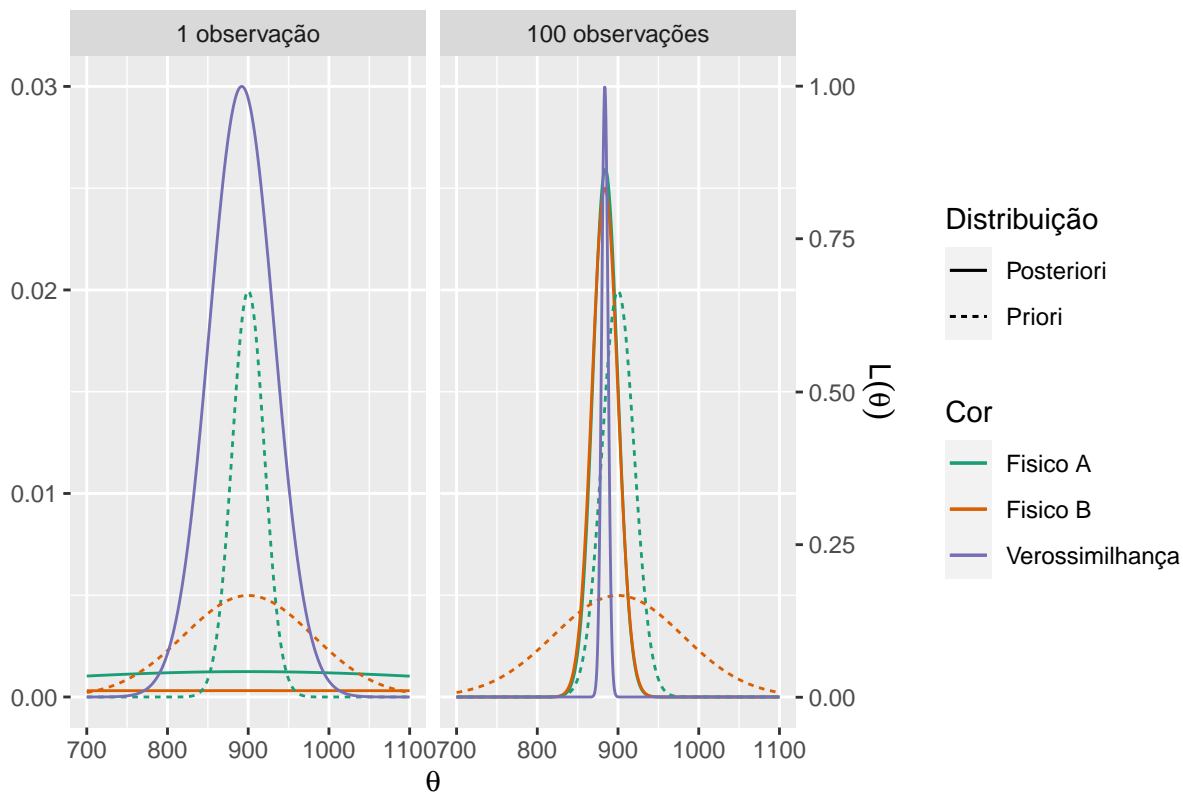 1 observação
100 observações
0.03
0.02
0.01
0.00
1.00
0.75
0.50
0.25
0.00
L(θ)
700
800
900
1000
1100
700
800
900
1000
1100
θ
Distribuição
Posteriori
Priori
Cor
Fisico A
Fisico B
Verossimilhança